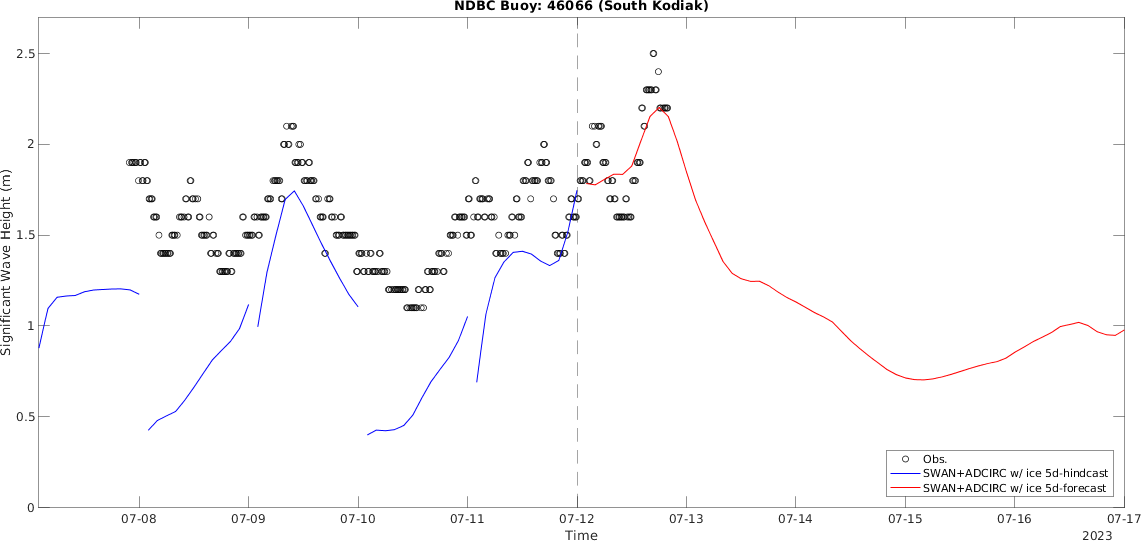 NDBC Buoy: 46066 (South Kodiak)
Significant Wave Height (m)
2.5
2
1.5
1
0.5
0
Obs.
SWAN+ADCIRC w/ ice 5d-hindcast
SWAN+ADCIRC w/ ice 5d-forecast
07-08 07-09 07-10 07-11 07-12 07-13 07-14 07-15 07-16 07-17
Time
2023